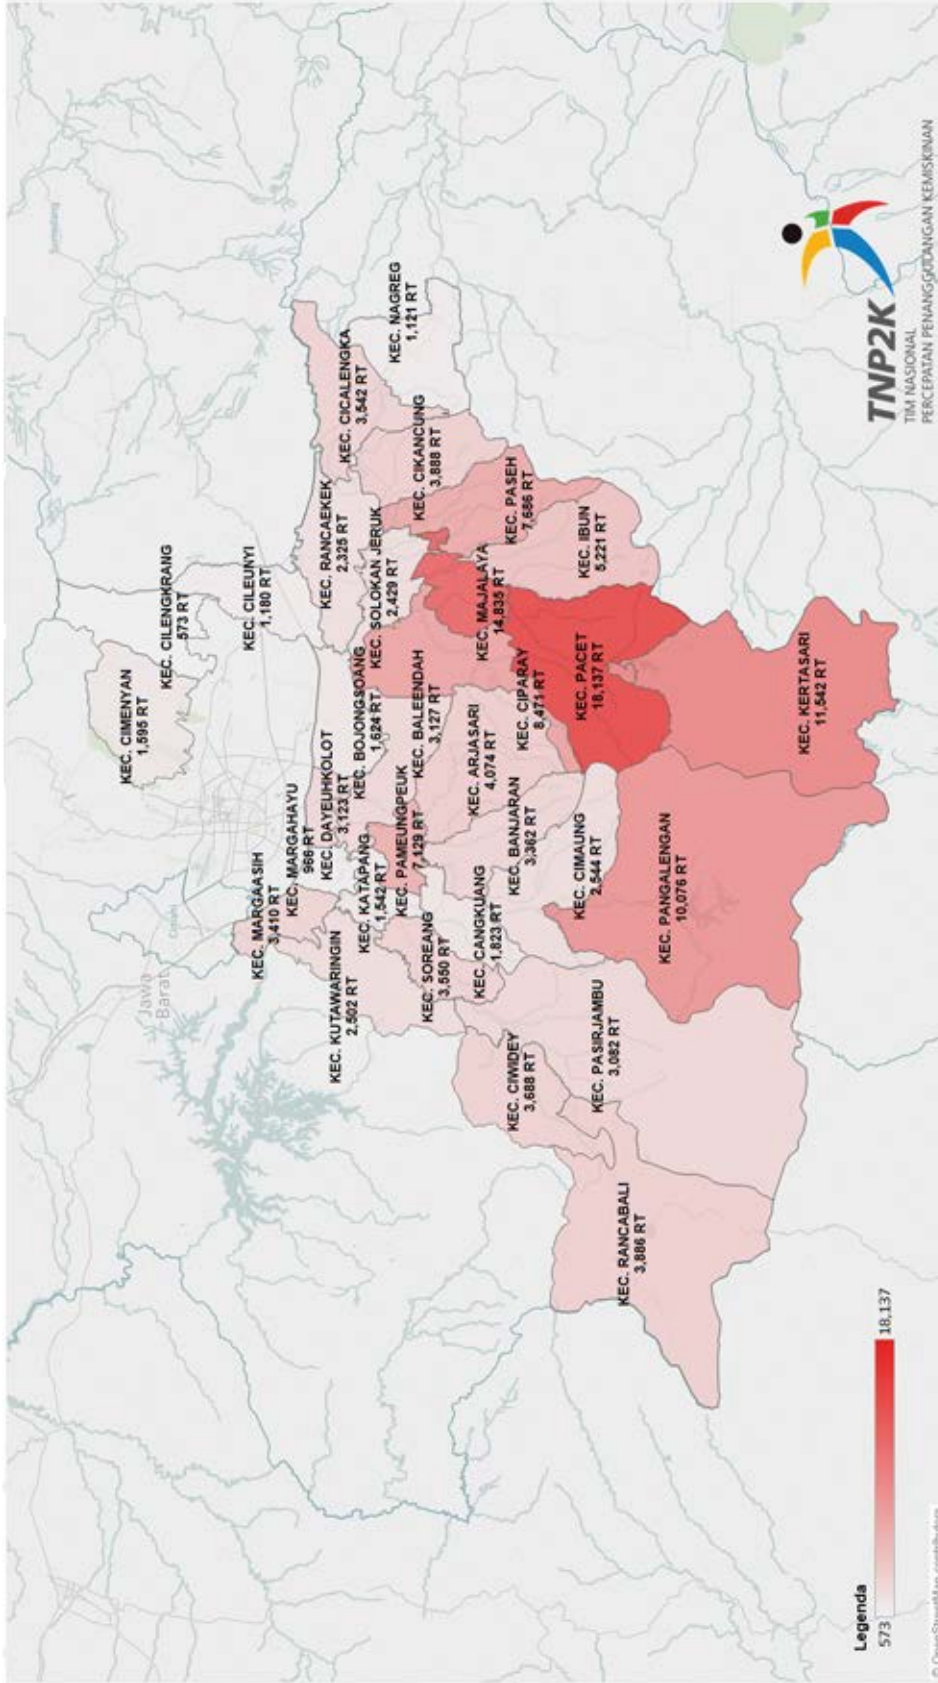 KEC. CIMENYAN
1,595 RT
KEC. CILENGKRANG
573 RT
KEC. CILEUNYI
1,180 RT
KEC. MARGAASIH
3,410 RT
KEC. MARGAHAYU
966 RT
KEC. DAYEUHKOLOT
3,123 RT
KEC. RANCAEKEK
2,325 RT
KEC. CICALENGKA
3,542 RT
KEC. NAGREG
1,121 RT
KEC. KUTAWARINGIN
2,502 RT
KEC. KATAPANG
1,542 RT
KEC. BOJONGSOANG
1,624 RT
KEC. SOLOKAN JERUK
2,429 RT
KEC. CIKANCUNG
3,888 RT
KEC. PAMEUNGPEUK
7,129 RT
KEC. BALEENDAH
3,127 RT
KEC. SOREANG
3,550 RT
KEC. CANGKUANG
1,823 RT
KEC. ARJASARI
4,074 RT
KEC. MAJALAYA
14,835 RT
KEC. PASEH
7,686 RT
KEC. CIWIDEY
3,688 RT
KEC. BANJARAN
3,362 RT
KEC. CIPARAY
8,471 RT
KEC. IBUN
5,221 RT
KEC. PASIRJAMBU
3,082 RT
KEC. CIMAUNG
2,544 RT
KEC. PACET
18,137 RT
KEC. RANCABALI
3,886 RT
KEC. PANGALENGAN
10,076 RT
KEC. KERTASARI
11,542 RT
Jawa
Barat
Legenda
573
18,137
TNP2K
TIM NASIONAL
PERCEPATAN PENANGGUTANGAN KEMISKINAN